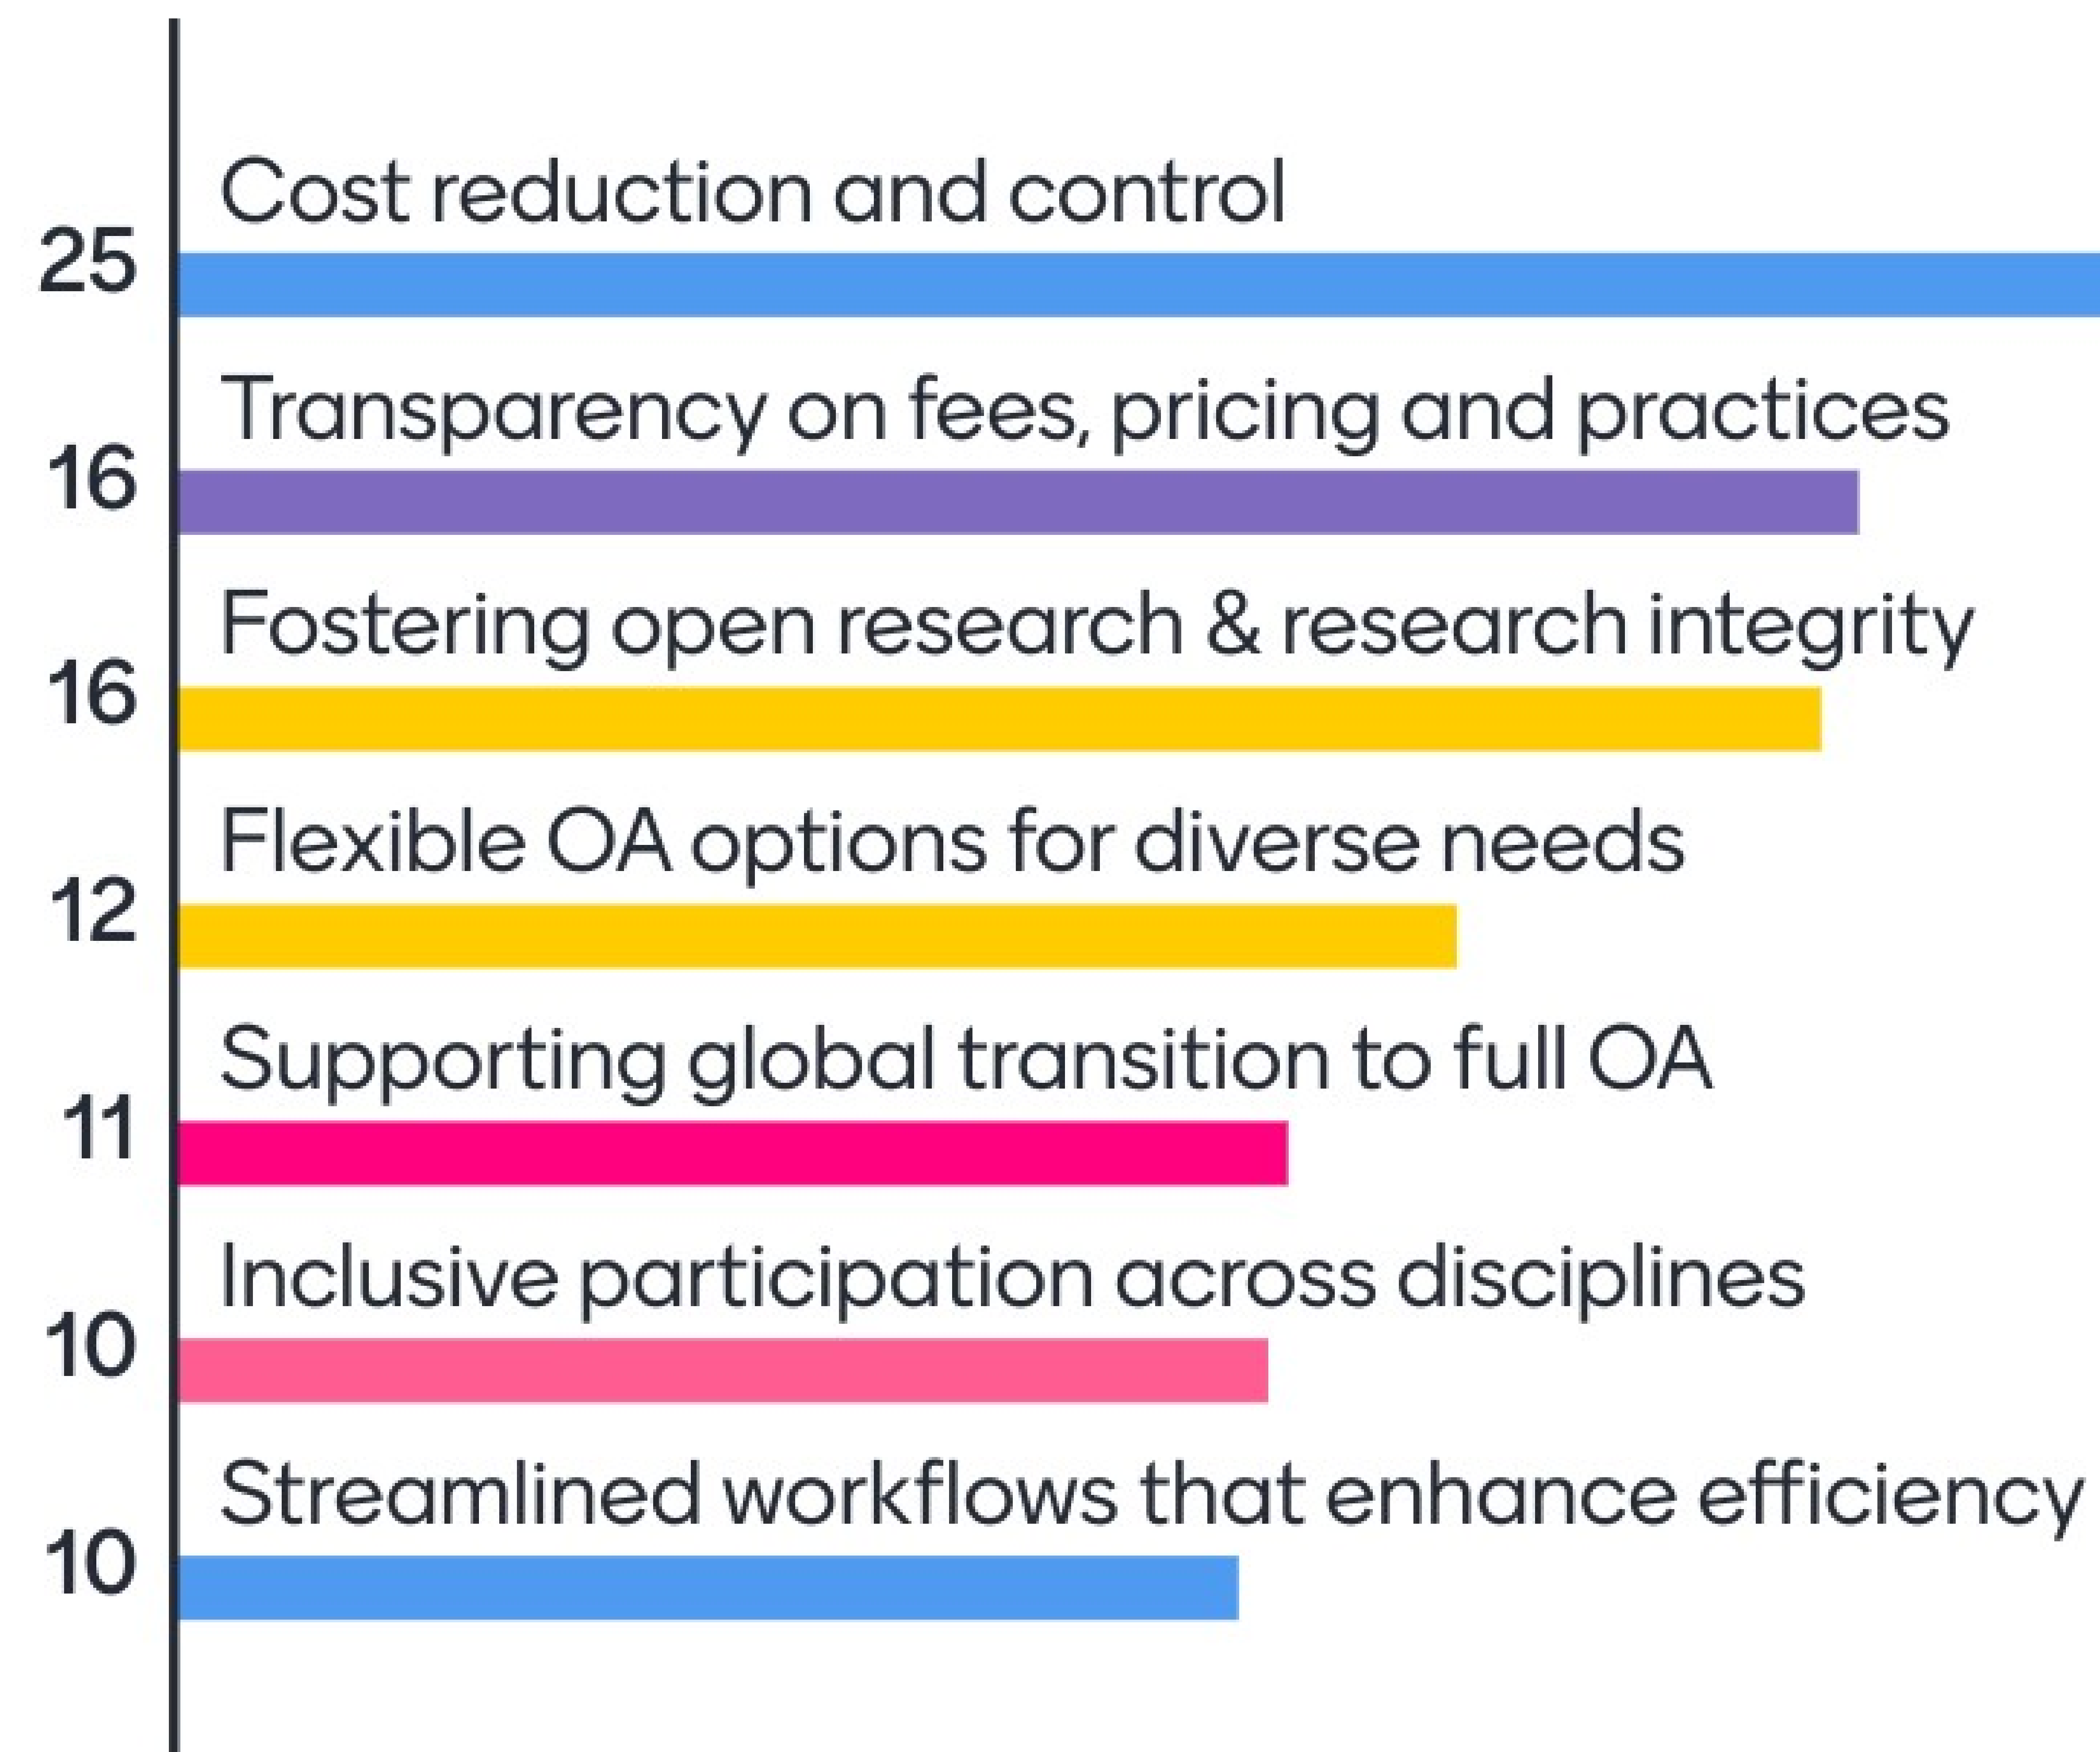 Cost reduction and control
25
Transparency on fees, pricing and practices
16
Fostering open research & research integrity
16
Flexible OA options for diverse needs
12
Supporting global transition to full OA
11
Inclusive participation across disciplines
10
Streamlined workflows that enhance efficiency
10